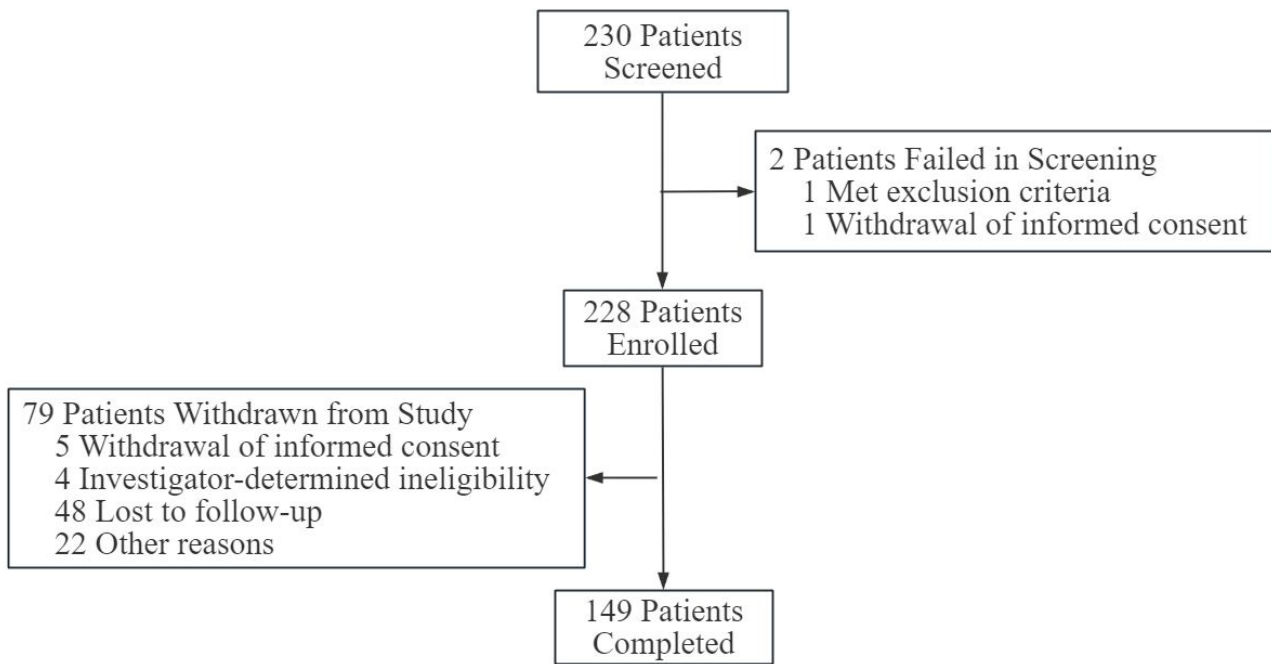 230 Patients
Screened
2 Patients Failed in Screening
1 Met exclusion criteria
1 Withdrawal of informed consent
228 Patients
Enrolled
79 Patients Withdrawn from Study
5 Withdrawal of informed consent
4 Investigator-determined ineligibility
48 Lost to follow-up
22 Other reasons
149 Patients
Completed